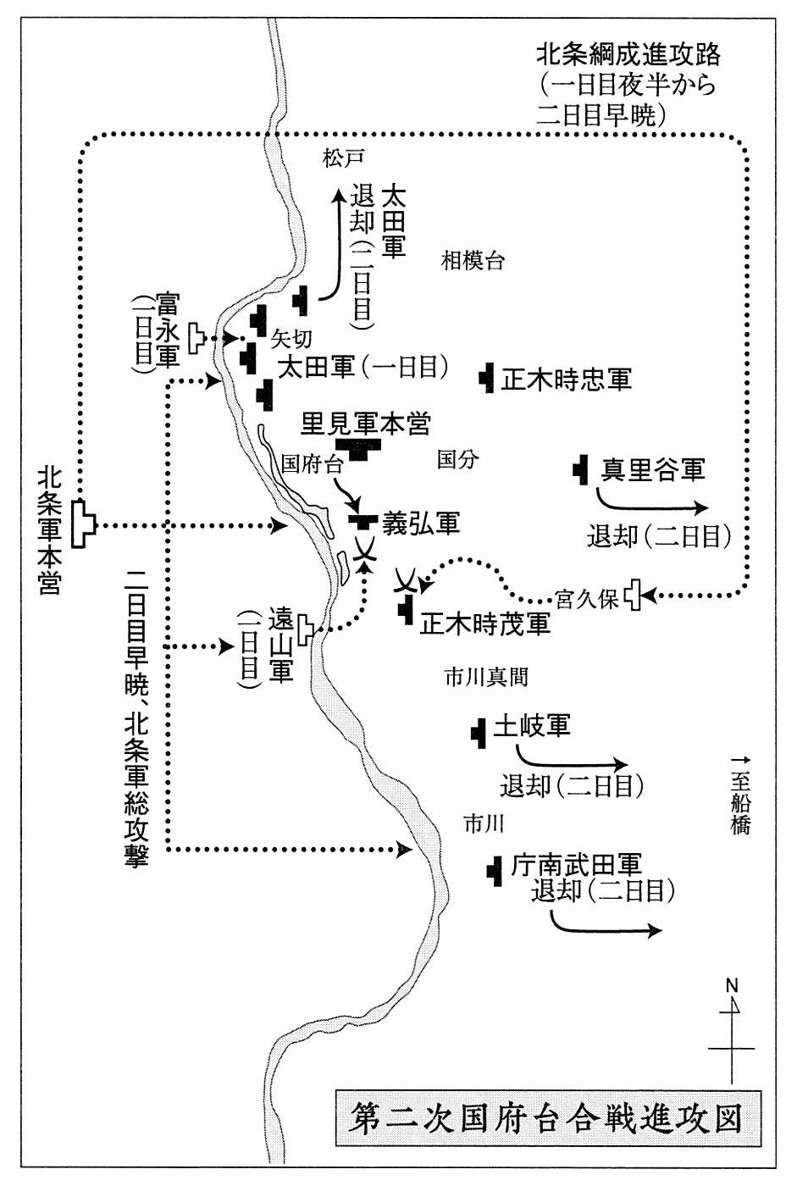 北条綱成進攻路
(一日目夜半から
二日目早暁)
松戸
太田軍
退却(二日目)
相模台
富永軍
(一日目)
矢切
太田軍(一日目)
正木時忠軍
里見軍本営
国府台
国分
真里谷軍
退却(二日目)
義弘軍
北条軍本営
宮久保
正木時茂軍
遠山軍
(一日目)
二日目早暁、北条軍総攻撃
市川真間
土岐軍
退却(二日目)
→至船橋
市川
庁南武田軍
退却(二日目)
N
第二次国府台合戦進攻図